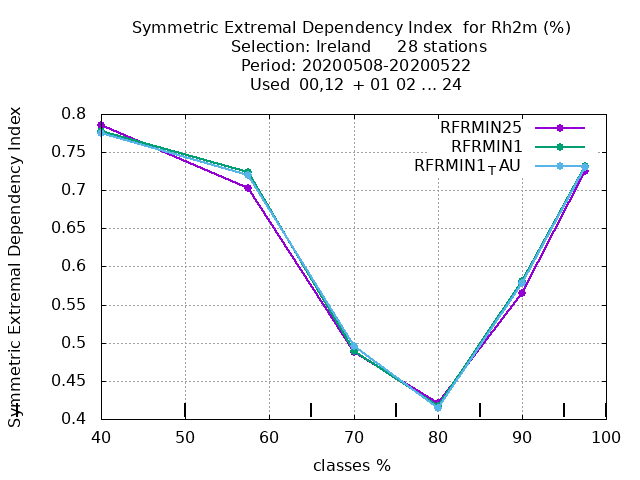 Symmetric Extremal Dependency Index for Rh2m (%)
Selection: Ireland 28 stations
Period: 20200508-20200522
Used 00,12 + 01 02 ... 24
Symmetric Extremal Dependency Index
0.8
0.75
0.7
0.65
0.6
0.55
0.5
0.45
0.4
RFRMIN25
RFRMIN1
RFRMIN1TAU
40 50 60 70 80 90 100
classes %